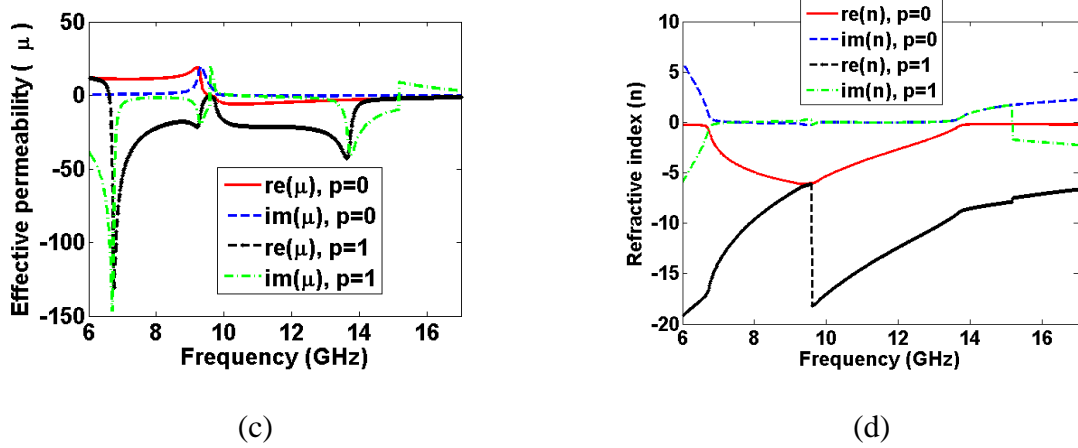 50
0
-50
-100
-150
6
8
10
12
14
16
Effective permeability ( μ
Frequency (GHz)
re(μ), p=0
im(μ), p=0
re(μ), p=1
im(μ), p=1
(c)
re(n), p=0
im(n), p=0
re(n), p=1
im(n), p=1
10
5
0
-5
-10
-15
-20
6
8
10
12
14
16
Refractive index (n)
Frequency (GHz)
(d)